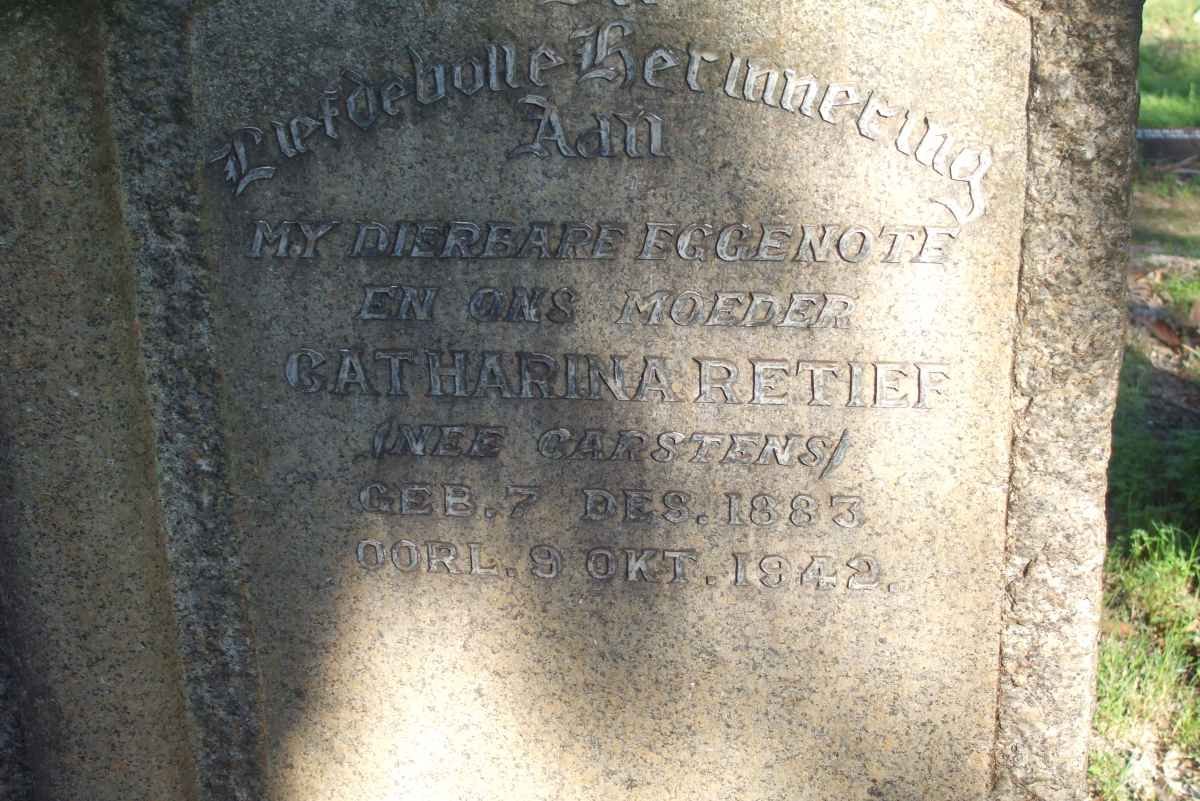 Liefdevolle Herinnering
Aan
MY DIERBARE EGGENOTE
EN ONS MOEDER
CATHARINA RETIEF
/NEE CARSTENS/
GEB. 7 DES. 1883
OORL. 9 OKT. 1942.